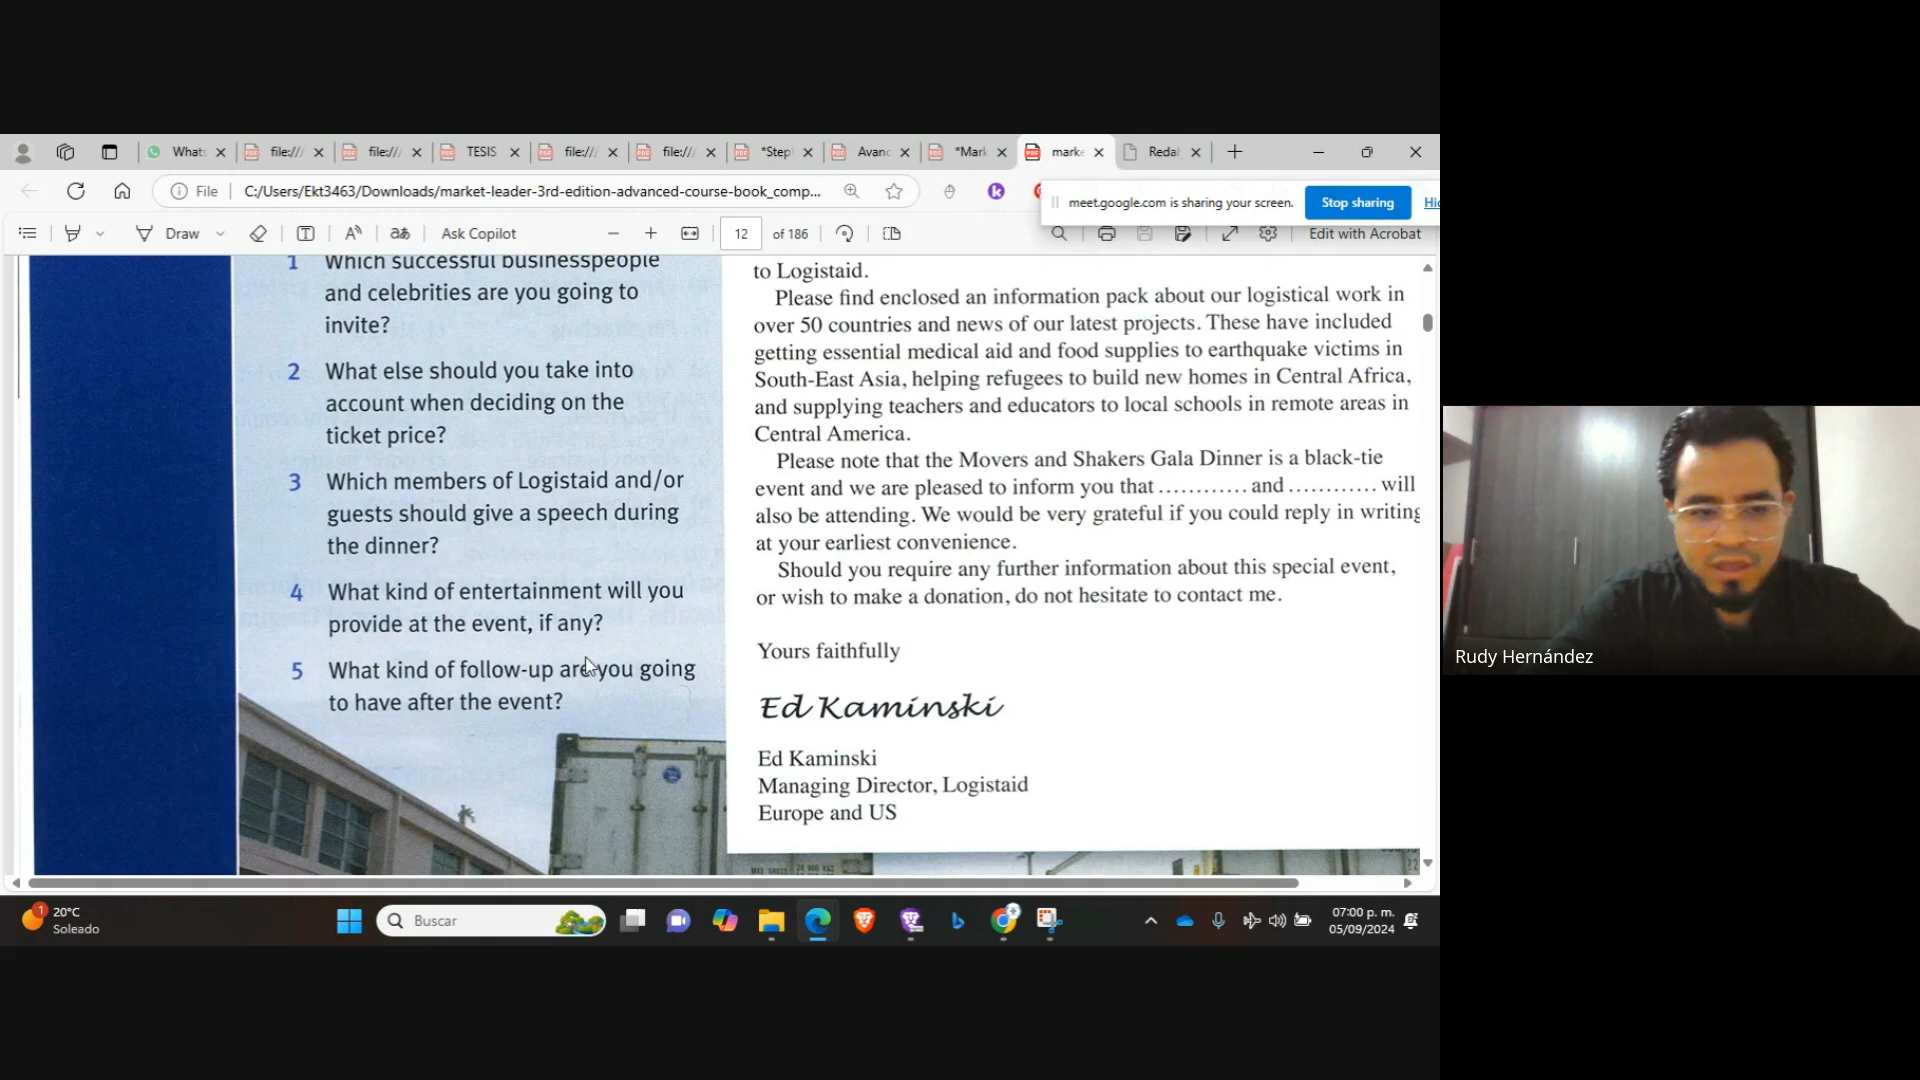 Whats
file:///
file:///
TESIS
file:///
file:///
*Step
Avanc
*Mark
marke
Redal
File
C:/Users/Ekt3463/Downloads/market-leader-3rd-edition-advanced-course-book_comp...
meet.google.com is sharing your screen.
Stop sharing
Draw
Ask Copilot
12
of 186
Edit with Acrobat
1 Which successful businesspeople
and celebrities are you going to
invite?
2 What else should you take into
account when deciding on the
ticket price?
3 Which members of Logistaid and/or
guests should give a speech during
the dinner?
4 What kind of entertainment will you
provide at the event, if any?
5 What kind of follow-up are you going
to have after the event?
to Logistaid.
Please find enclosed an information pack about our logistical work in
over 50 countries and news of our latest projects. These have included
getting essential medical aid and food supplies to earthquake victims in
South-East Asia, helping refugees to build new homes in Central Africa,
and supplying teachers and educators to local schools in remote areas in
Central America.
Please note that the Movers and Shakers Gala Dinner is a black-tie
event and we are pleased to inform you that ............ and ............ will
also be attending. We would be very grateful if you could reply in writing
at your earliest convenience.
Should you require any further information about this special event,
or wish to make a donation, do not hesitate to contact me.
Yours faithfully
Ed Kaminski
Ed Kaminski
Managing Director, Logistaid
Europe and US
Rudy Hernández
1
20°C
Soleado
Buscar
07:00 p. m.
05/09/2024